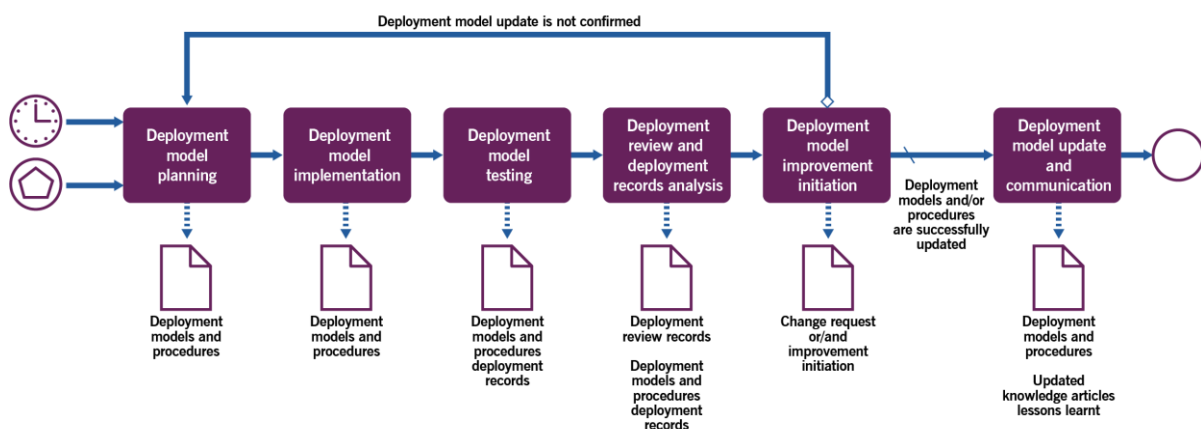 Deployment model update is not confirmed
Deployment
model
planning
Deployment
model
implementation
Deployment
model
testing
Deployment
review and
deployment
records analysis
Deployment
model
improvement
initiation
Deployment
models and/or
procedures
are successfully
updated
Deployment
model update
and
communication
Deployment
models and
procedures
Deployment
models and
procedures
Deployment
models and
procedures
deployment
records
Deployment
review records
Deployment
models and
procedures
deployment
records
Change request
or/and
improvement
initiation
Deployment
models and
procedures
Updated
knowledge articles
lessons learnt